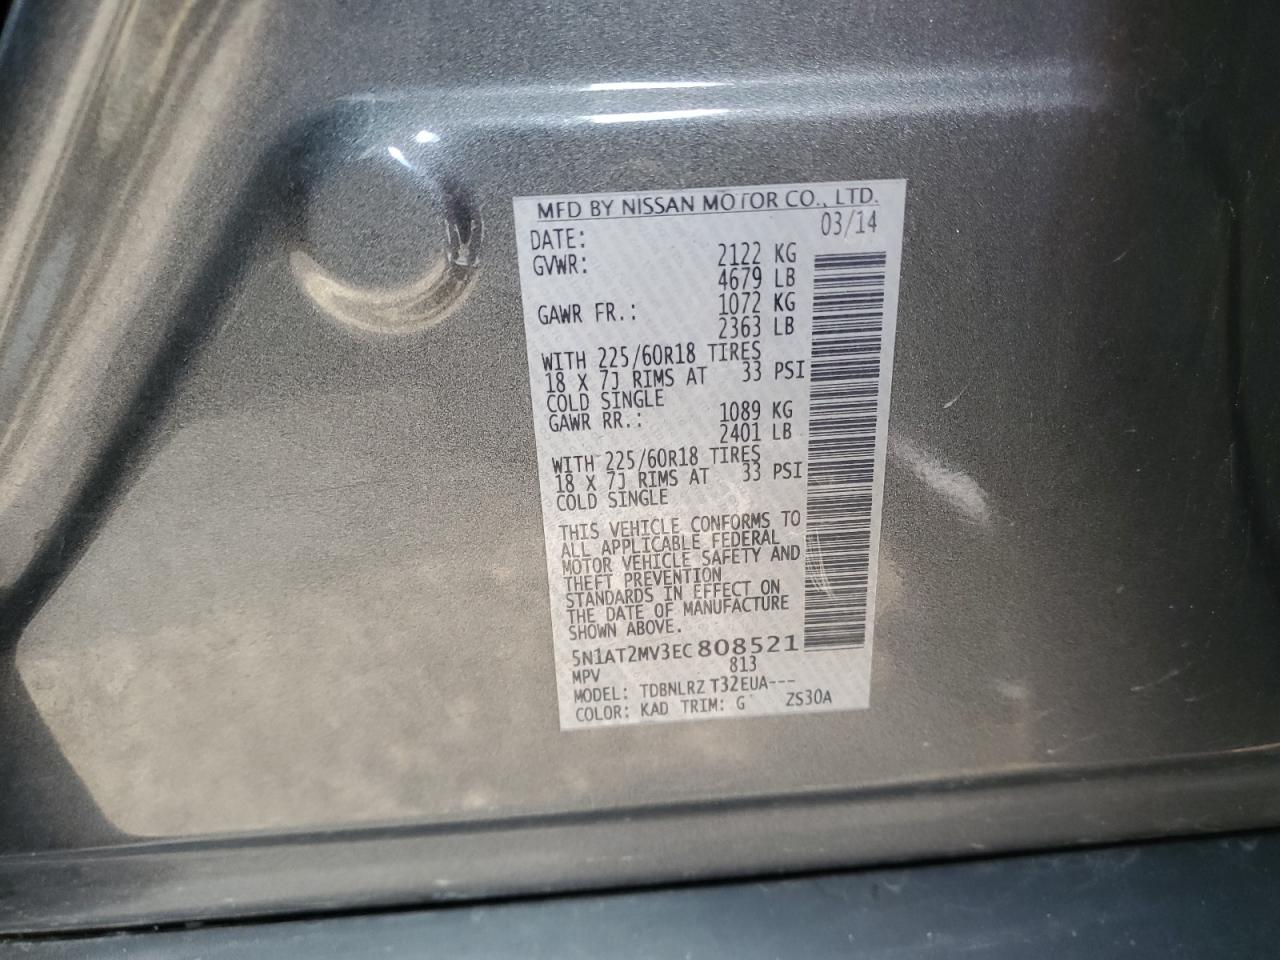 MFD BY NISSAN MOTOR CO., LTD.
DATE: 03/14
GVWR: 2122 KG
4679 LB
GAWR FR.: 1072 KG
2363 LB
WITH 225/60R18 TIRES
18 X 7J RIMS AT 33 PSI
COLD SINGLE
GAWR RR.: 1089 KG
2401 LB
WITH 225/60R18 TIRES
18 X 7J RIMS AT 33 PSI
COLD SINGLE
THIS VEHICLE CONFORMS TO
ALL APPLICABLE FEDERAL
MOTOR VEHICLE SAFETY AND
THEFT PREVENTION
STANDARDS IN EFFECT ON
THE DATE OF MANUFACTURE
SHOWN ABOVE.
5N1AT2MV3EC808521
MPV 813
MODEL: TDBNLRZ T32EUA---
COLOR: KAD TRIM: G ZS30A